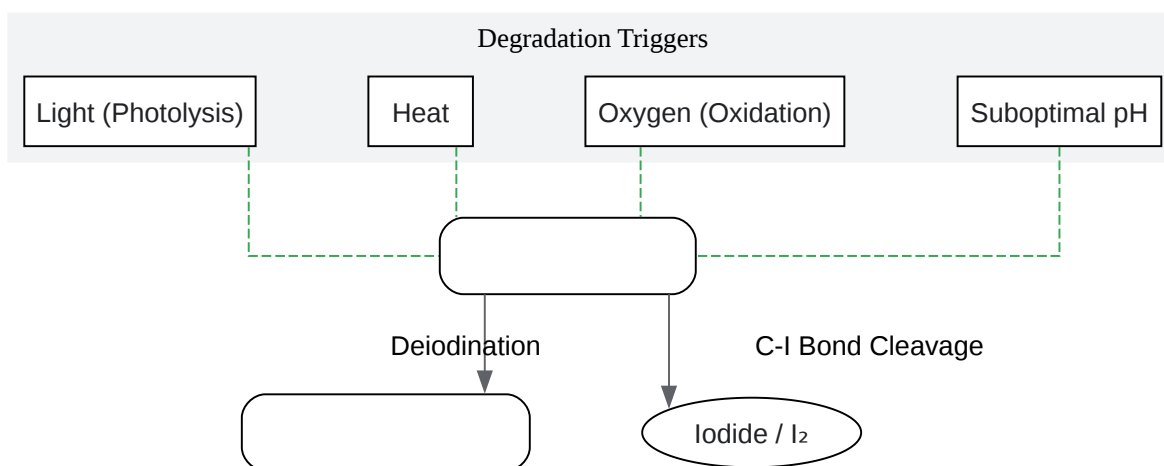 Degradation Triggers
Light (Photolysis)
Heat
Oxygen (Oxidation)
Suboptimal pH
Deiodination
C-I Bond Cleavage
Iodide / I₂